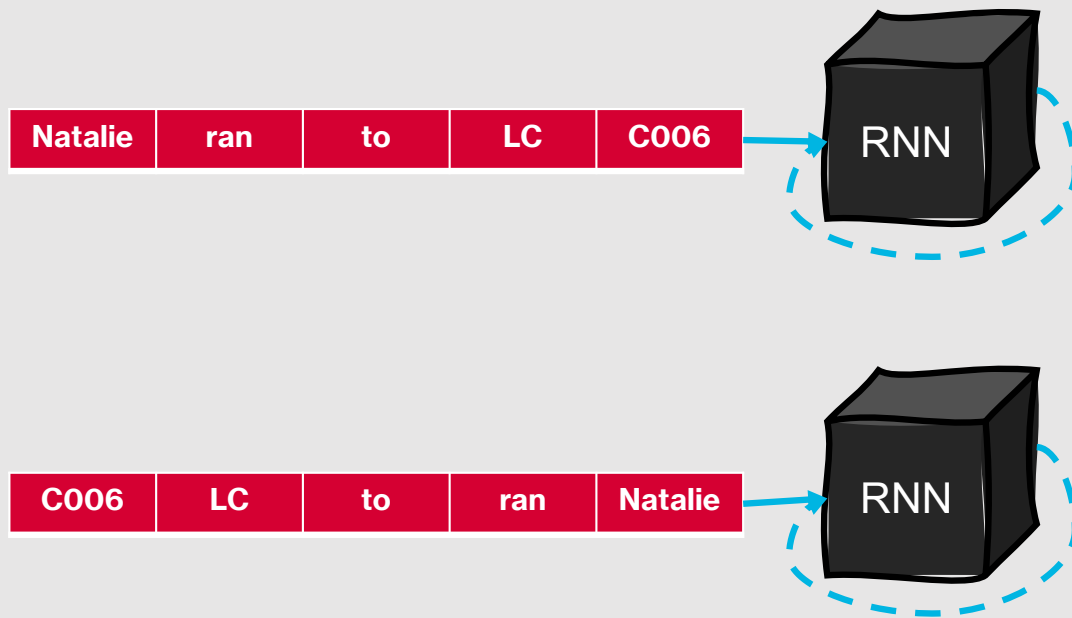 Natalie ran to LC C006 RNN
C006 LC to ran Natalie RNN